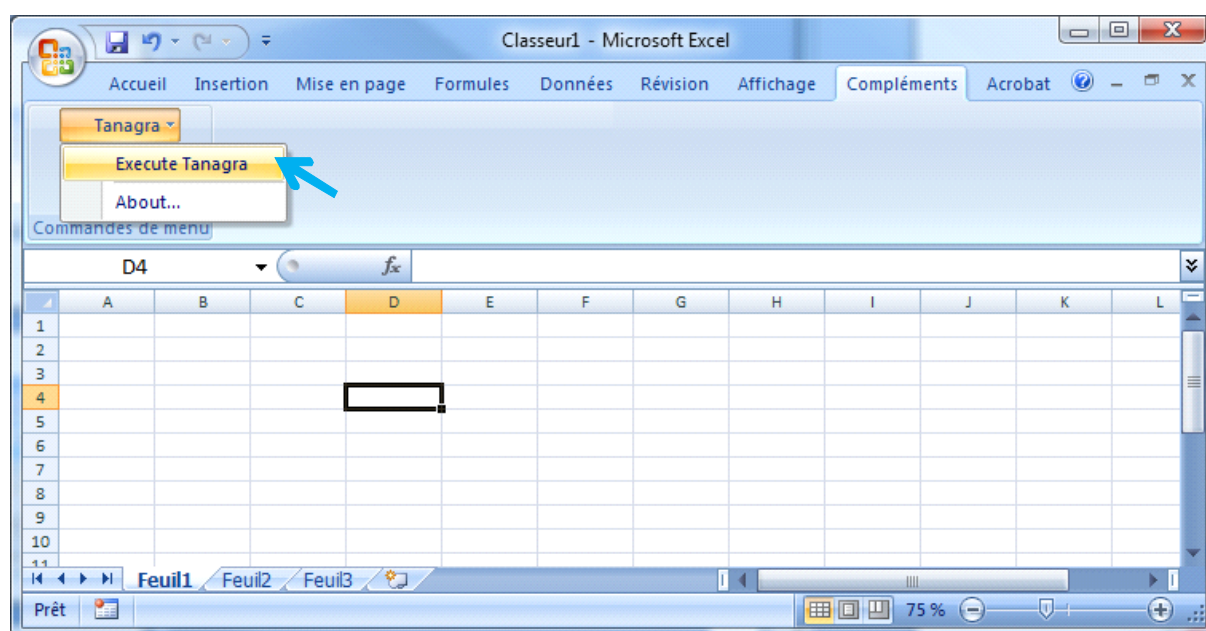 Classeur1 - Microsoft Excel
Accueil Insertion Mise en page Formules Données Révision Affichage Compléments Acrobat
Tanagra
Execute Tanagra
About...
Commandes de menu
D4 fx
A B C D E F G H I J K L
1
2
3
4
5
6
7
8
9
10
11
Feuil1 Feuil2 Feuil3
Prêt 75 %